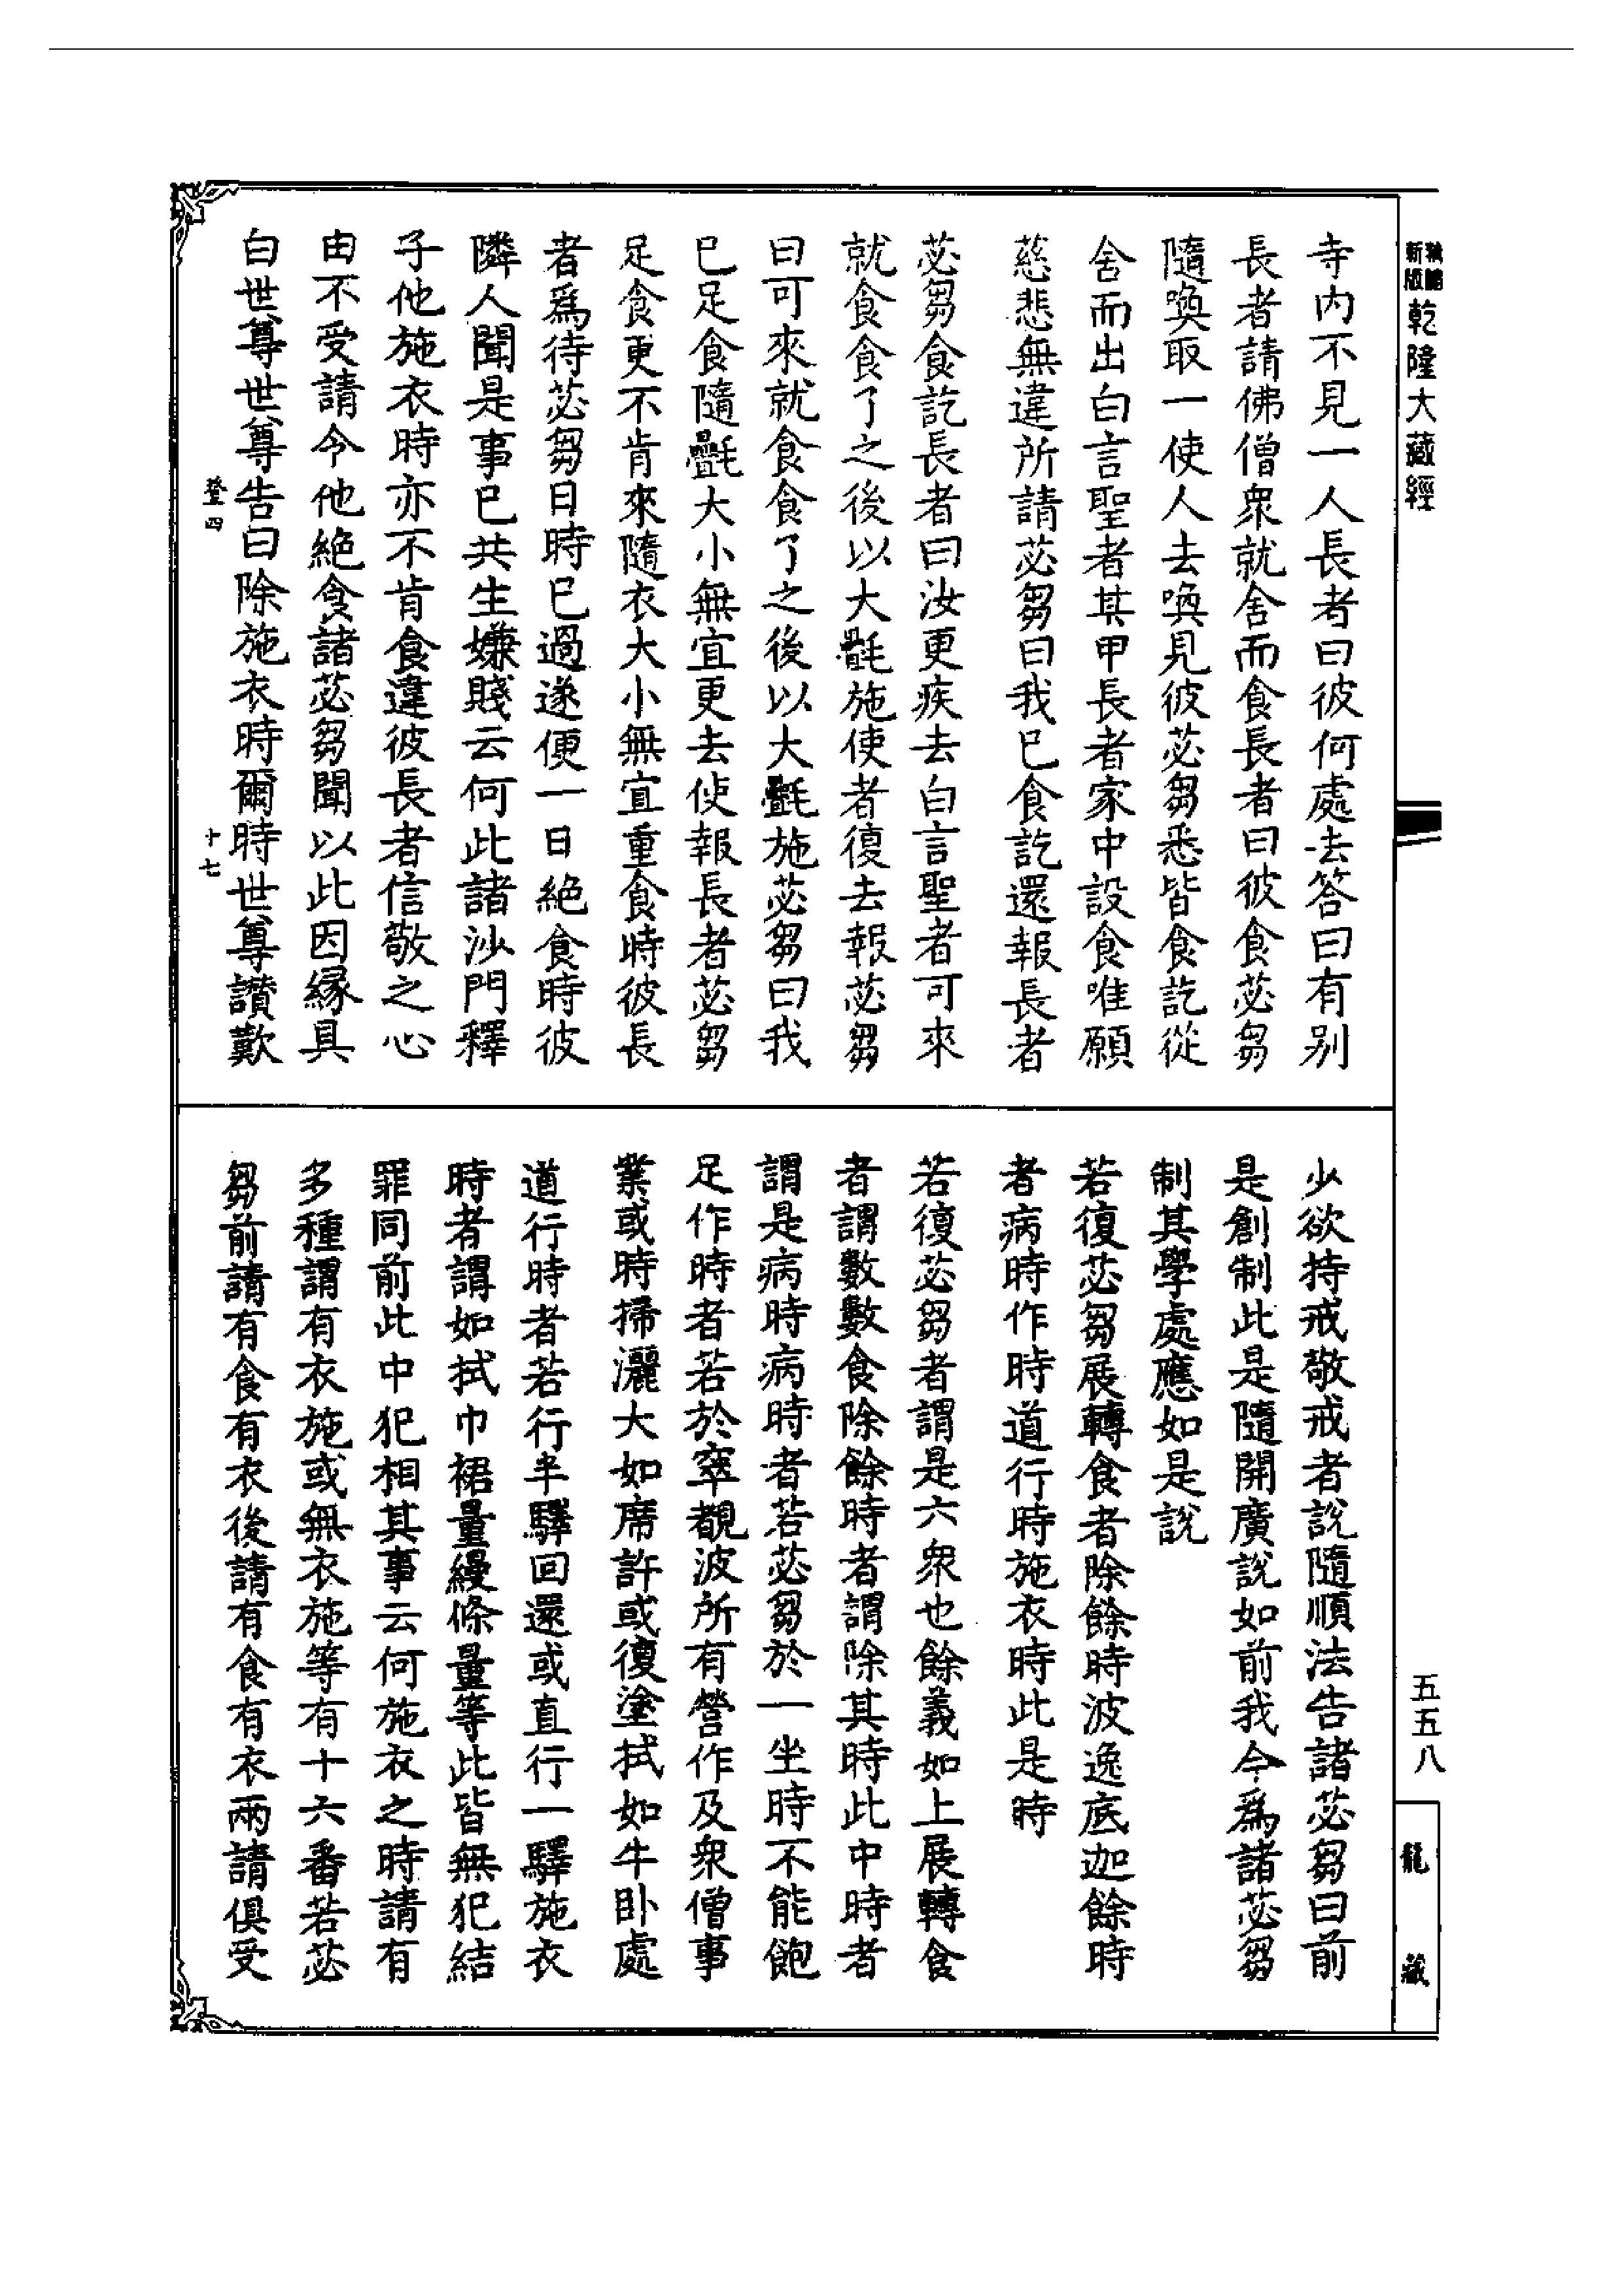 新版
乾隆大藏經
五五八
龍藏
寺內不見一人長者曰彼何處去答曰有别
長者請佛僧衆就舍而食長者曰彼食苾芻
隨喚取一使人去喚見彼苾芻悉皆食訖從
舍而出白言聖者其甲長者家中設食唯願
慈悲無違所請苾芻曰我已食訖還報長者
苾芻食訖長者曰汝更疾去白言聖者可來
就食食了之後以大㲲施使者復去報苾芻
曰可來就食食了之後以大㲲施苾芻曰我
已足食隨㲲大小無宜更去使報長者苾芻
足食更不肯來隨衣大小無宜重食時彼長
者爲待苾芻日時已過遂便一日絶食時彼
隣人聞是事已共生嫌賤云何此諸沙門釋
子他施衣時亦不肯食違彼長者信敬之心
由不受請令他絶食諸苾芻聞以此因緣具
白世尊世尊告曰除施衣時爾時世尊讚歎
登四
十七
少欲持戒敬戒者說隨順法告諸苾芻曰前
是創制此是隨開廣說如前我今爲諸苾芻
制其學處應如是說
若復苾芻展轉食者除餘時波逸底迦餘時
者病時作時道行時施衣時此是時
若復苾芻者謂是六衆也餘義如上展轉食
者謂數數食除餘時者謂除其時此中時者
謂是病時病時者若苾芻於一坐時不能飽
足作時者若於窣覩波所有營作及衆僧事
業或時掃灑大如席許或復塗拭如牛卧處
道行時者若行半驛回還或直行一驛施衣
時者謂如拭巾裙量縵條量等此皆無犯結
罪同前此中犯相其事云何施衣之時請有
多種謂有衣施或無衣施等有十六番若苾
芻前請有食有衣後請有食有衣兩請俱受